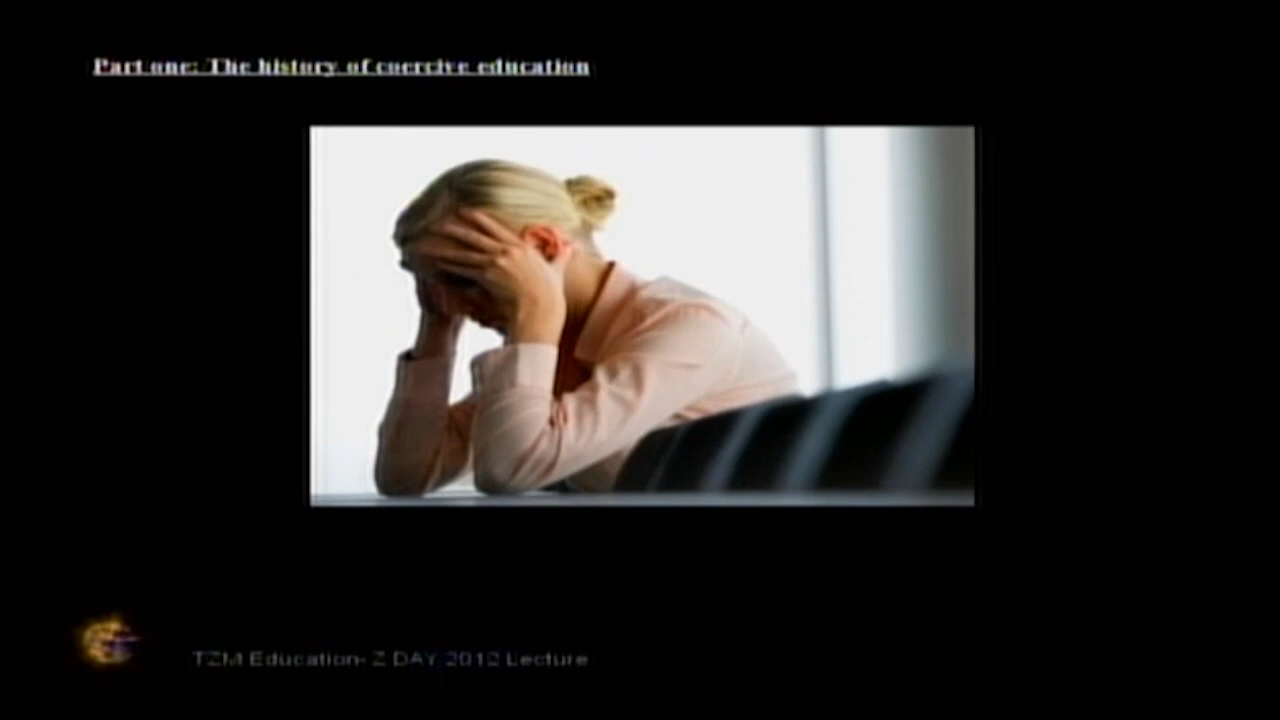 Part one: The history of coercive education
TZM Education- Z DAY 2012 Lecture